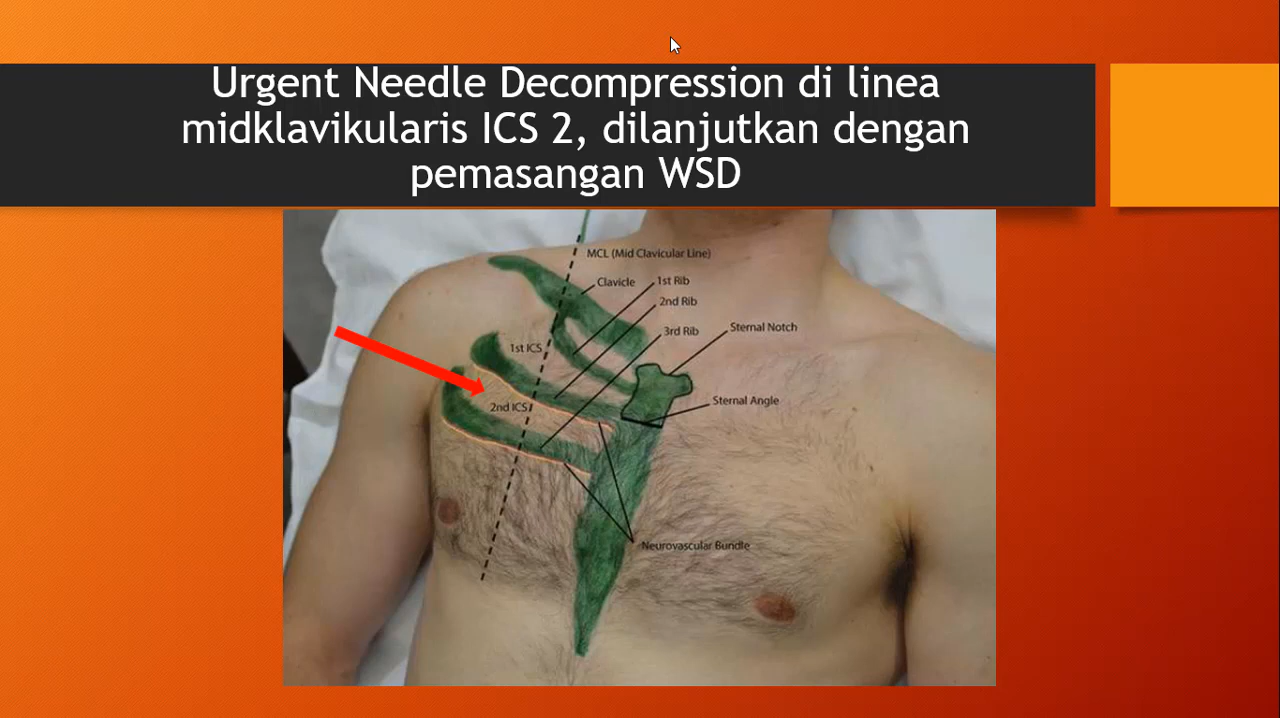 Urgent Needle Decompression di linea
midklavikularis ICS 2, dilanjutkan dengan
pemasangan WSD
MCL (Mid Clavicular Line)
Clavicle
1st Rib
2nd Rib
3rd Rib
Sternal Notch
1st ICS
Sternal Angle
2nd ICS
Neurovascular Bundle